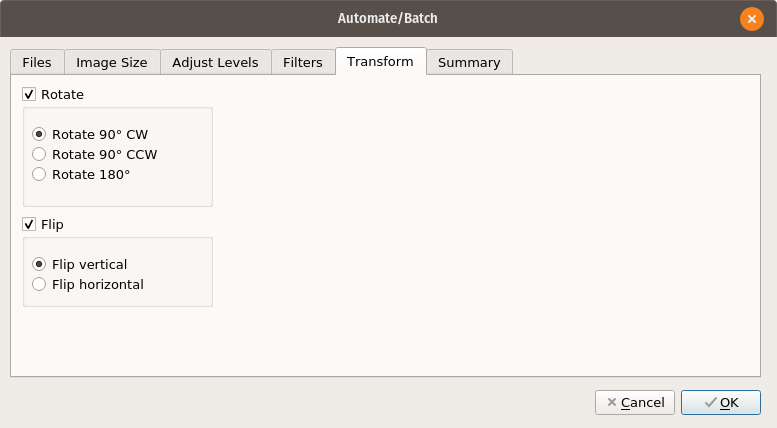 Automate/Batch
Files Image Size Adjust Levels Filters Transform Summary
Rotate
Rotate 90° CW
Rotate 90° CCW
Rotate 180°
Flip
Flip vertical
Flip horizontal
Cancel OK